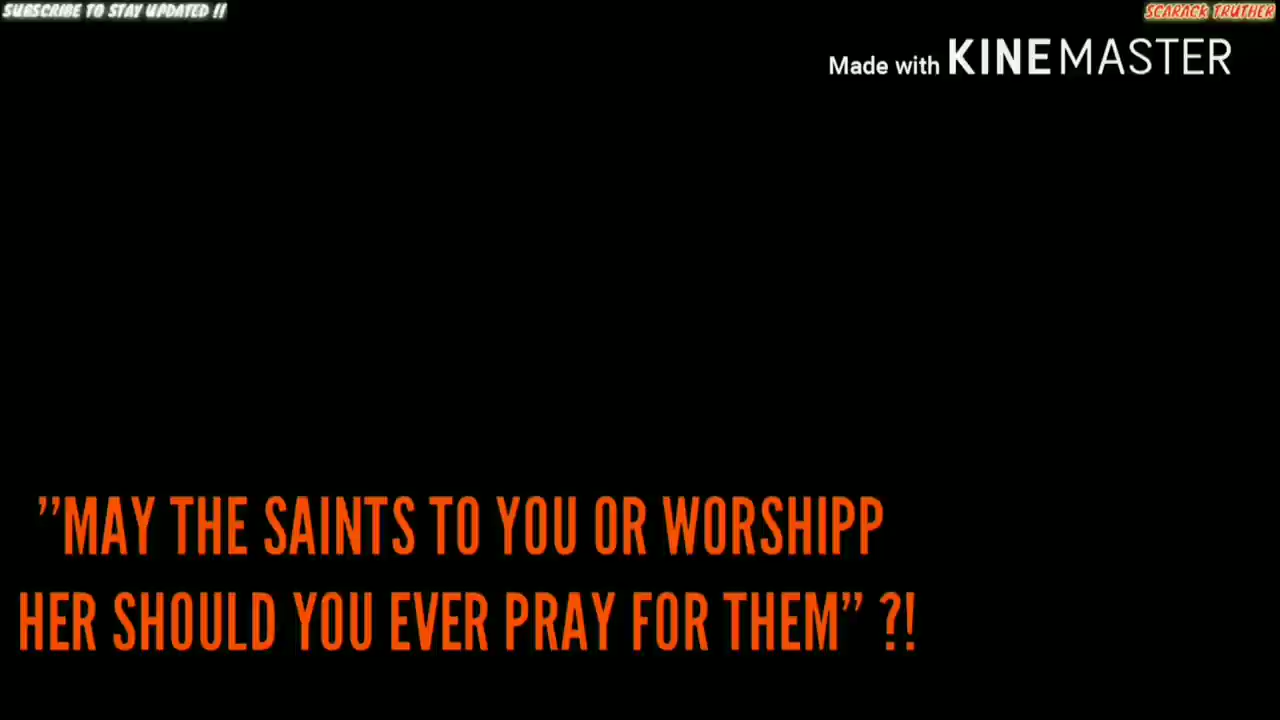 SUBSCRIBE TO STAY UPDATED !!
SCARACK TRUTHER
Made with KINEMASTER
"MAY THE SAINTS TO YOU OR WORSHIPP
HER SHOULD YOU EVER PRAY FOR THEM" ?!